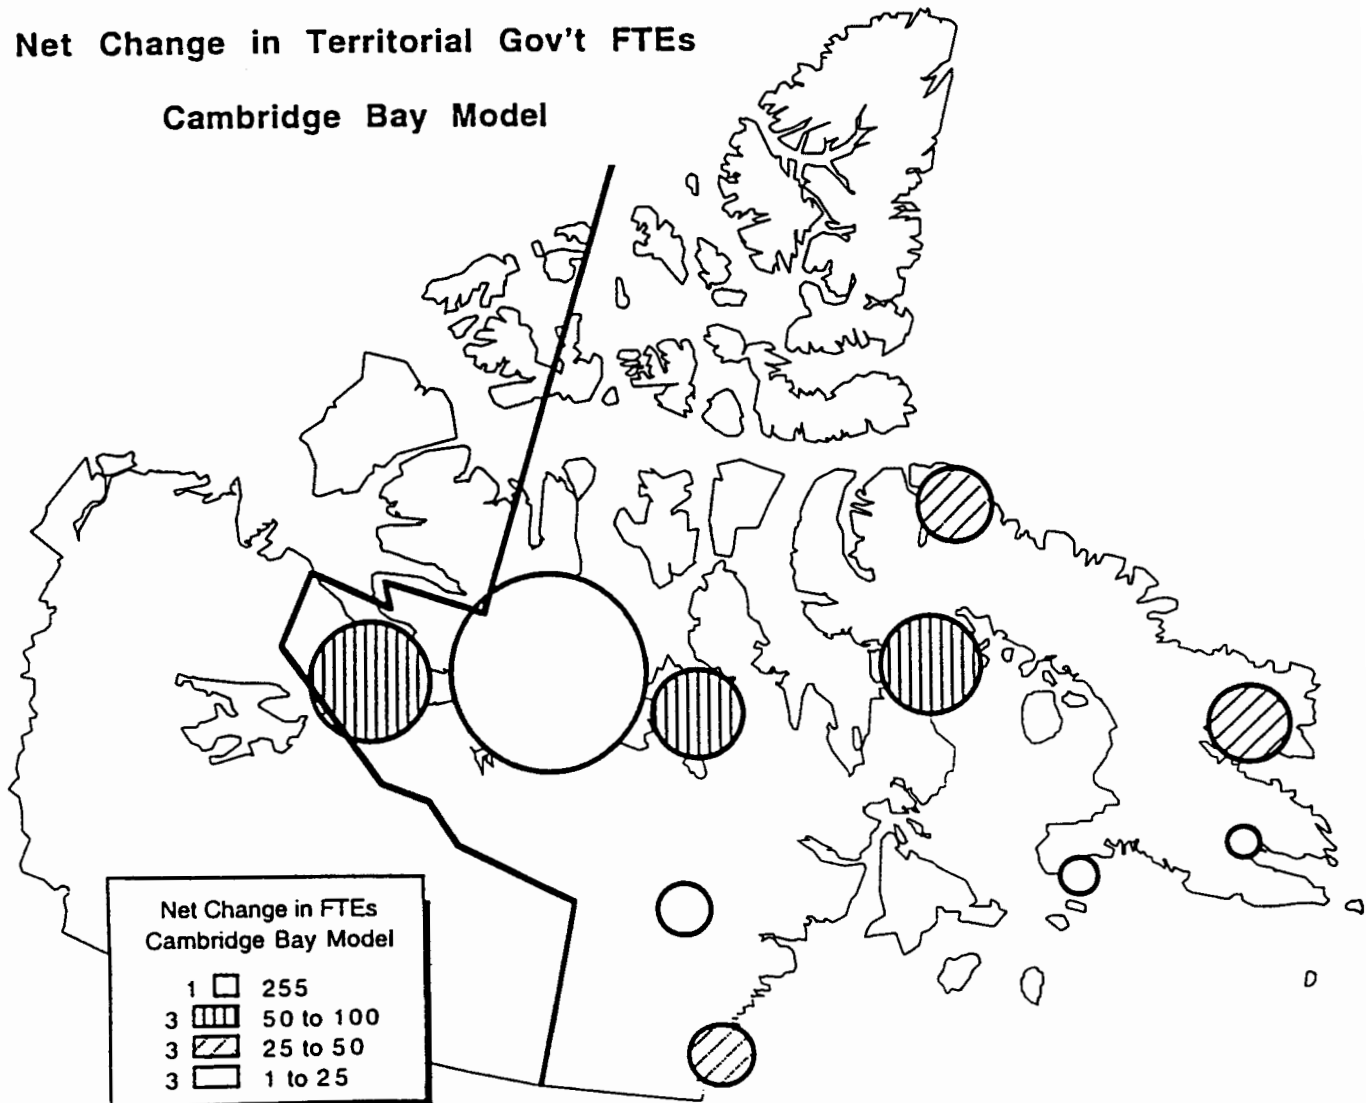 Net Change in Territorial Gov't FTEs
Cambridge Bay Model
Net Change in FTEs
Cambridge Bay Model
1 255
3 50 to 100
3 25 to 50
3 1 to 25